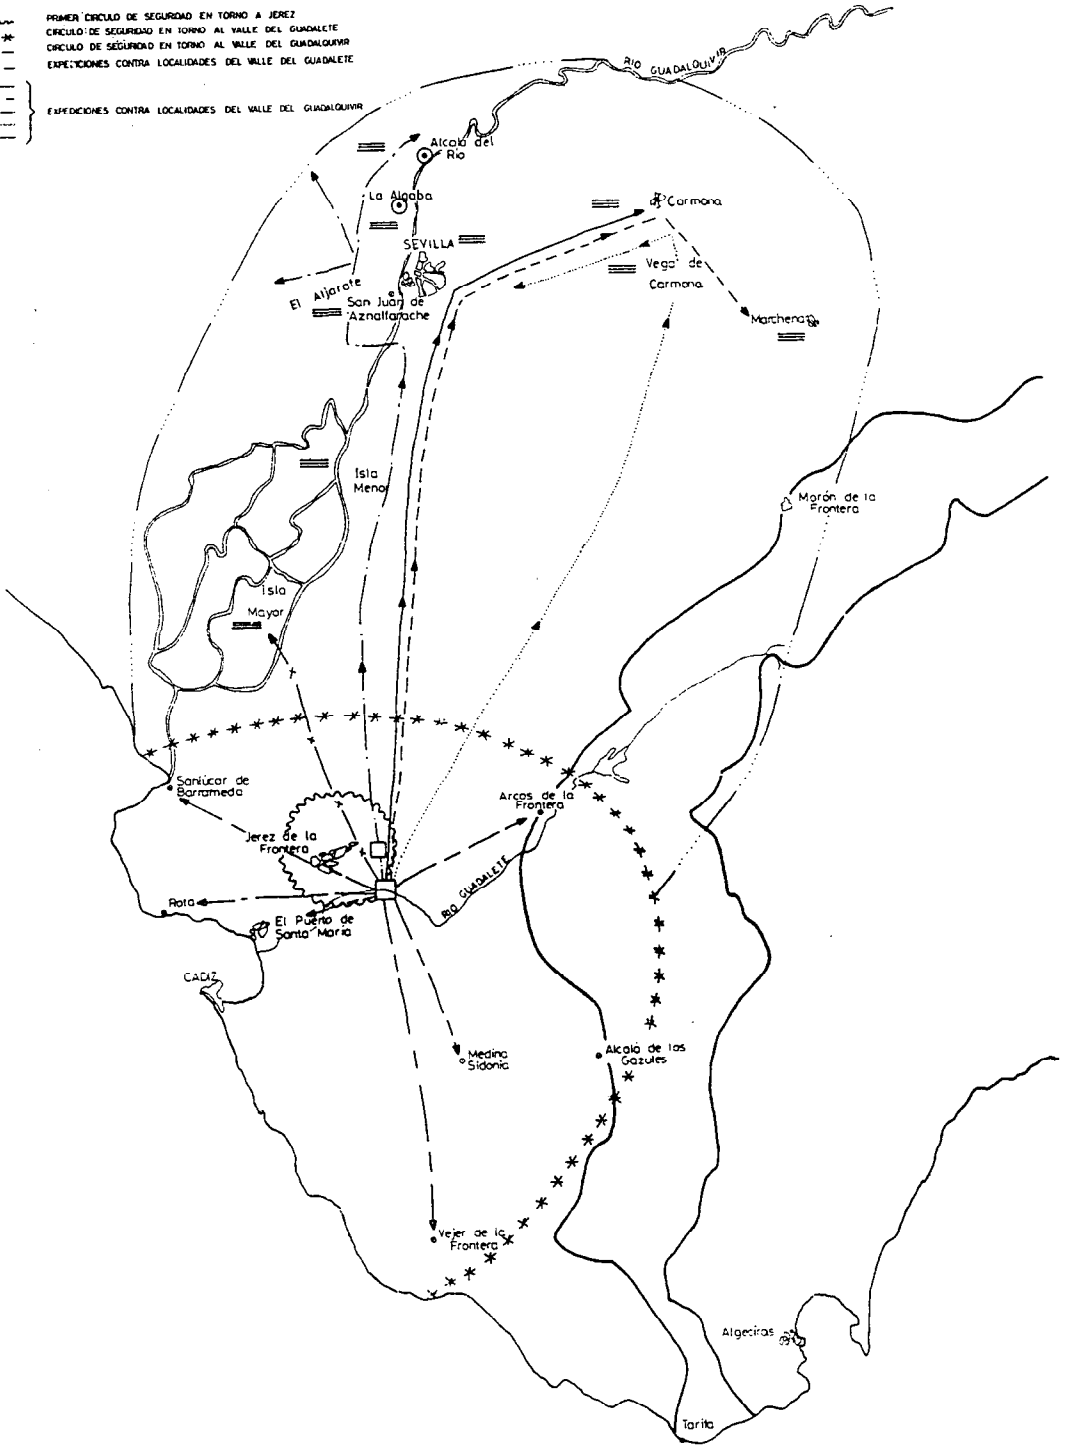 PRIMER CIRCULO DE SEGURIDAD EN TORNO A JEREZ
CIRCULO DE SEGURIDAD EN TORNO AL VALLE DEL GUADALETE
CIRCULO DE SEGURIDAD EN TORNO AL VALLE DEL GUADALQUIVIR
EXPEDICIONES CONTRA LOCALIDADES DEL VALLE DEL GUADALETE
EXPEDICIONES CONTRA LOCALIDADES DEL VALLE DEL GUADALQUIVIR
RIO GUADALQUIVIR
Alcalá del
Río
La Algaba
Carmona
SEVILLA
Vega de
Carmona
El Aljarafe
San Juan de
Aznalfarache
Marchena
Isla
Menor
Morón de la
Frontera
Isla
Mayor
Sanlúcar de
Barrameda
Arcos de la
Frontera
Jerez de la
Frontera
RIO GUADALETE
Rota
El Puerto de
Santa María
CADIZ
Medina
Sidonia
Alcalá de los
Gazules
Vejer de la
Frontera
Algeciras
Tarifa